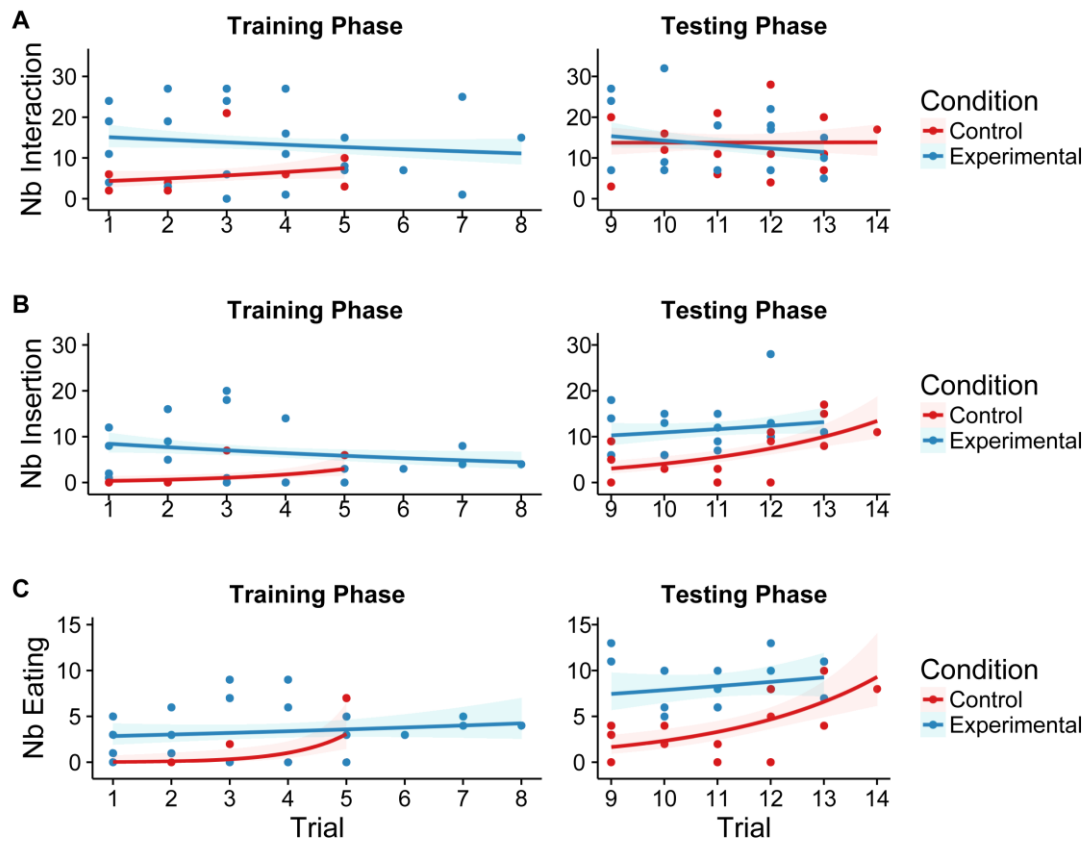 A
Training Phase
Testing Phase
Nb Interaction
30
20
10
0
1 2 3 4 5 6 7 8
30
20
10
0
9 10 11 12 13 14
Condition
Control
Experimental
B
Training Phase
Testing Phase
Nb Insertion
30
20
10
0
1 2 3 4 5 6 7 8
30
20
10
0
9 10 11 12 13 14
Condition
Control
Experimental
C
Training Phase
Testing Phase
Nb Eating
15
10
5
0
1 2 3 4 5 6 7 8
Trial
15
10
5
0
9 10 11 12 13 14
Trial
Condition
Control
Experimental